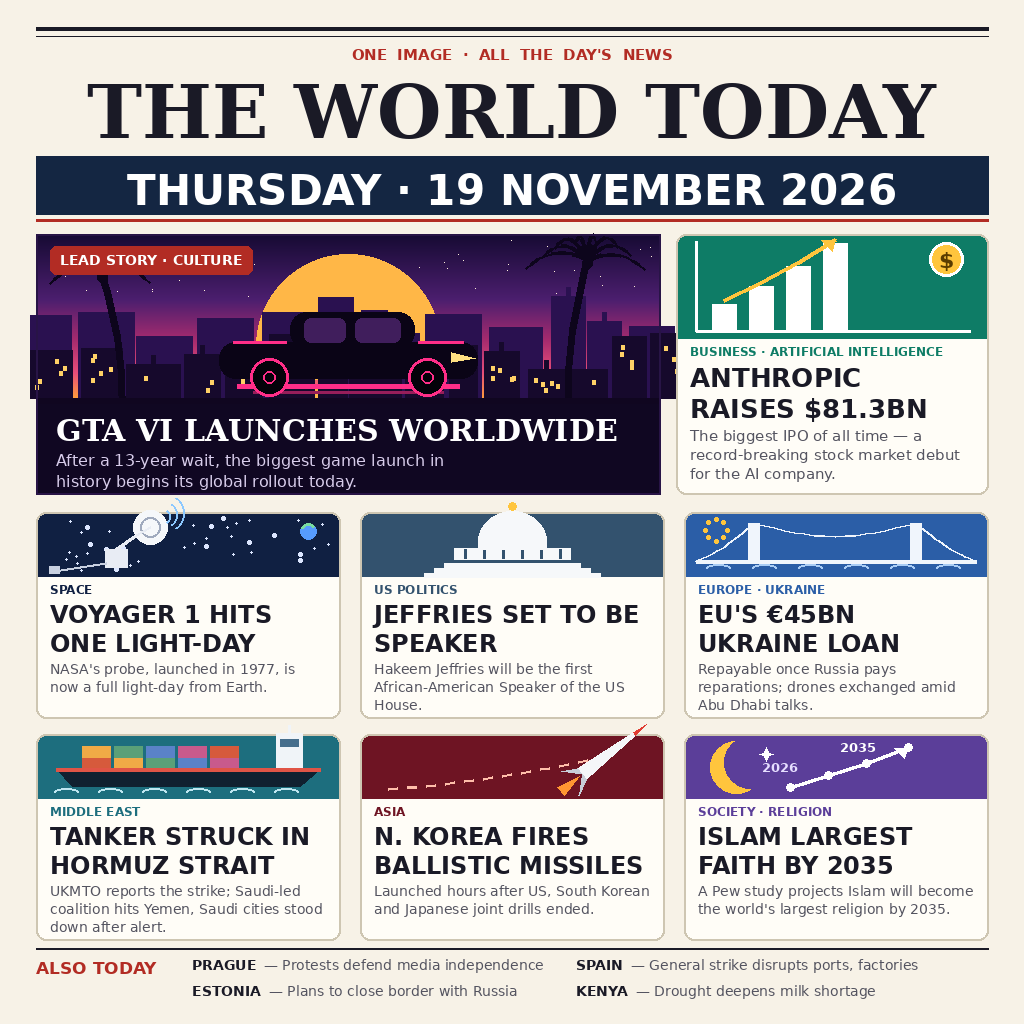 ONE IMAGE · ALL THE DAY'S NEWS
THE WORLD TODAY
THURSDAY · 19 NOVEMBER 2026
LEAD STORY · CULTURE
GTA VI LAUNCHES WORLDWIDE
After a 13-year wait, the biggest game launch in
history begins its global rollout today.
$
BUSINESS · ARTIFICIAL INTELLIGENCE
ANTHROPIC
RAISES $81.3BN
The biggest IPO of all time — a
record-breaking stock market debut
for the AI company.
SPACE
VOYAGER 1 HITS
ONE LIGHT-DAY
NASA's probe, launched in 1977, is
now a full light-day from Earth.
US POLITICS
JEFFRIES SET TO BE
SPEAKER
Hakeem Jeffries will be the first
African-American Speaker of the US
House.
EUROPE · UKRAINE
EU'S €45BN
UKRAINE LOAN
Repayable once Russia pays
reparations; drones exchanged amid
Abu Dhabi talks.
MIDDLE EAST
TANKER STRUCK IN
HORMUZ STRAIT
UKMTO reports the strike; Saudi-led
coalition hits Yemen, Saudi cities stood
down after alert.
ASIA
N. KOREA FIRES
BALLISTIC MISSILES
Launched hours after US, South Korean
and Japanese joint drills ended.
2026
2035
SOCIETY · RELIGION
ISLAM LARGEST
FAITH BY 2035
A Pew study projects Islam will become
the world's largest religion by 2035.
ALSO TODAY
PRAGUE — Protests defend media independence
SPAIN — General strike disrupts ports, factories
ESTONIA — Plans to close border with Russia
KENYA — Drought deepens milk shortage